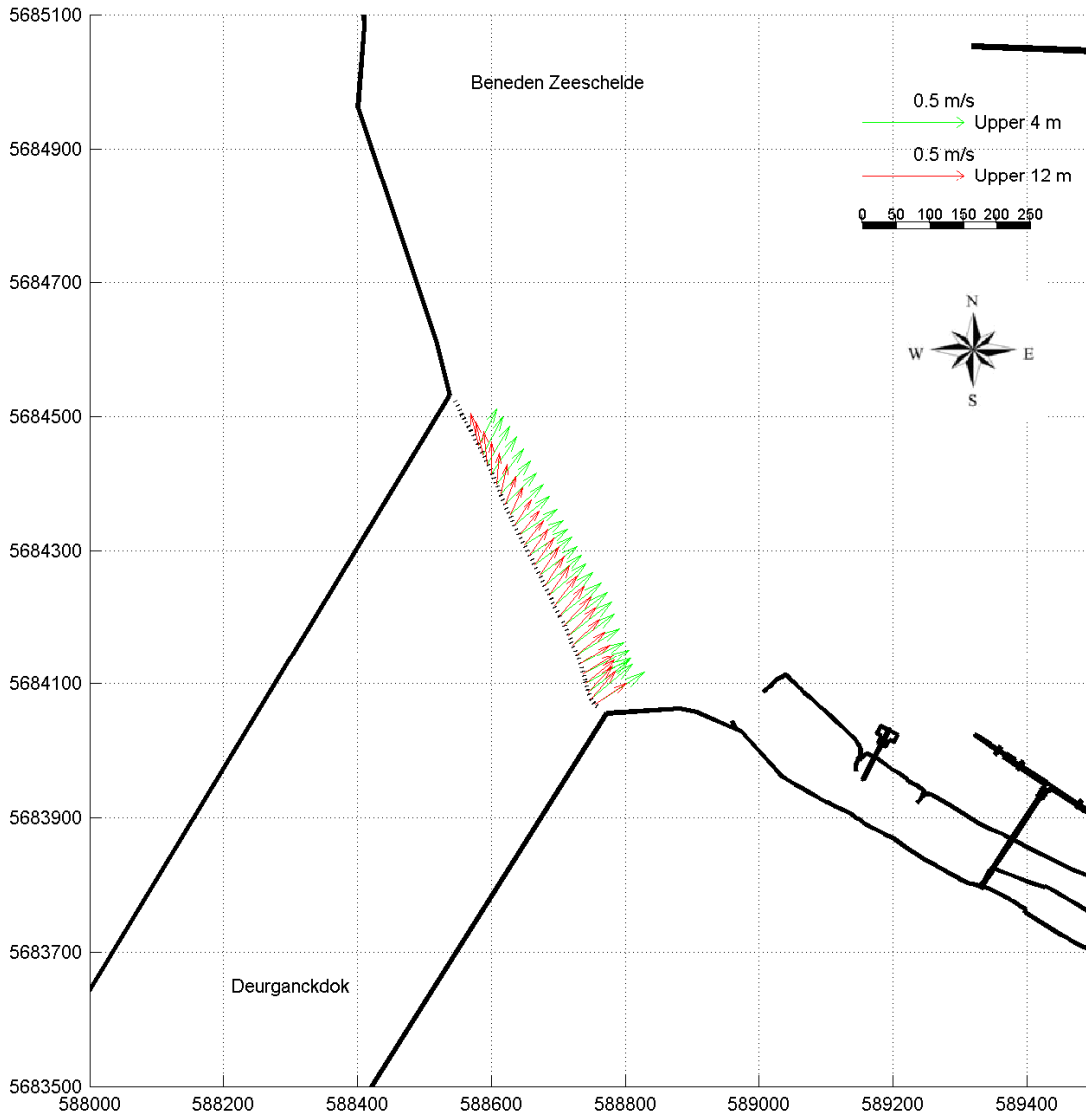 5685100
Beneden Zeeschelde
0.5 m/s
Upper 4 m
5684900
0.5 m/s
Upper 12 m
0 50 100 150 200 250
5684700
N
W E
S
5684500
5684300
5684100
5683900
5683700
Deurganckdok
5683500
588000 588200 588400 588600 588800 589000 589200 589400